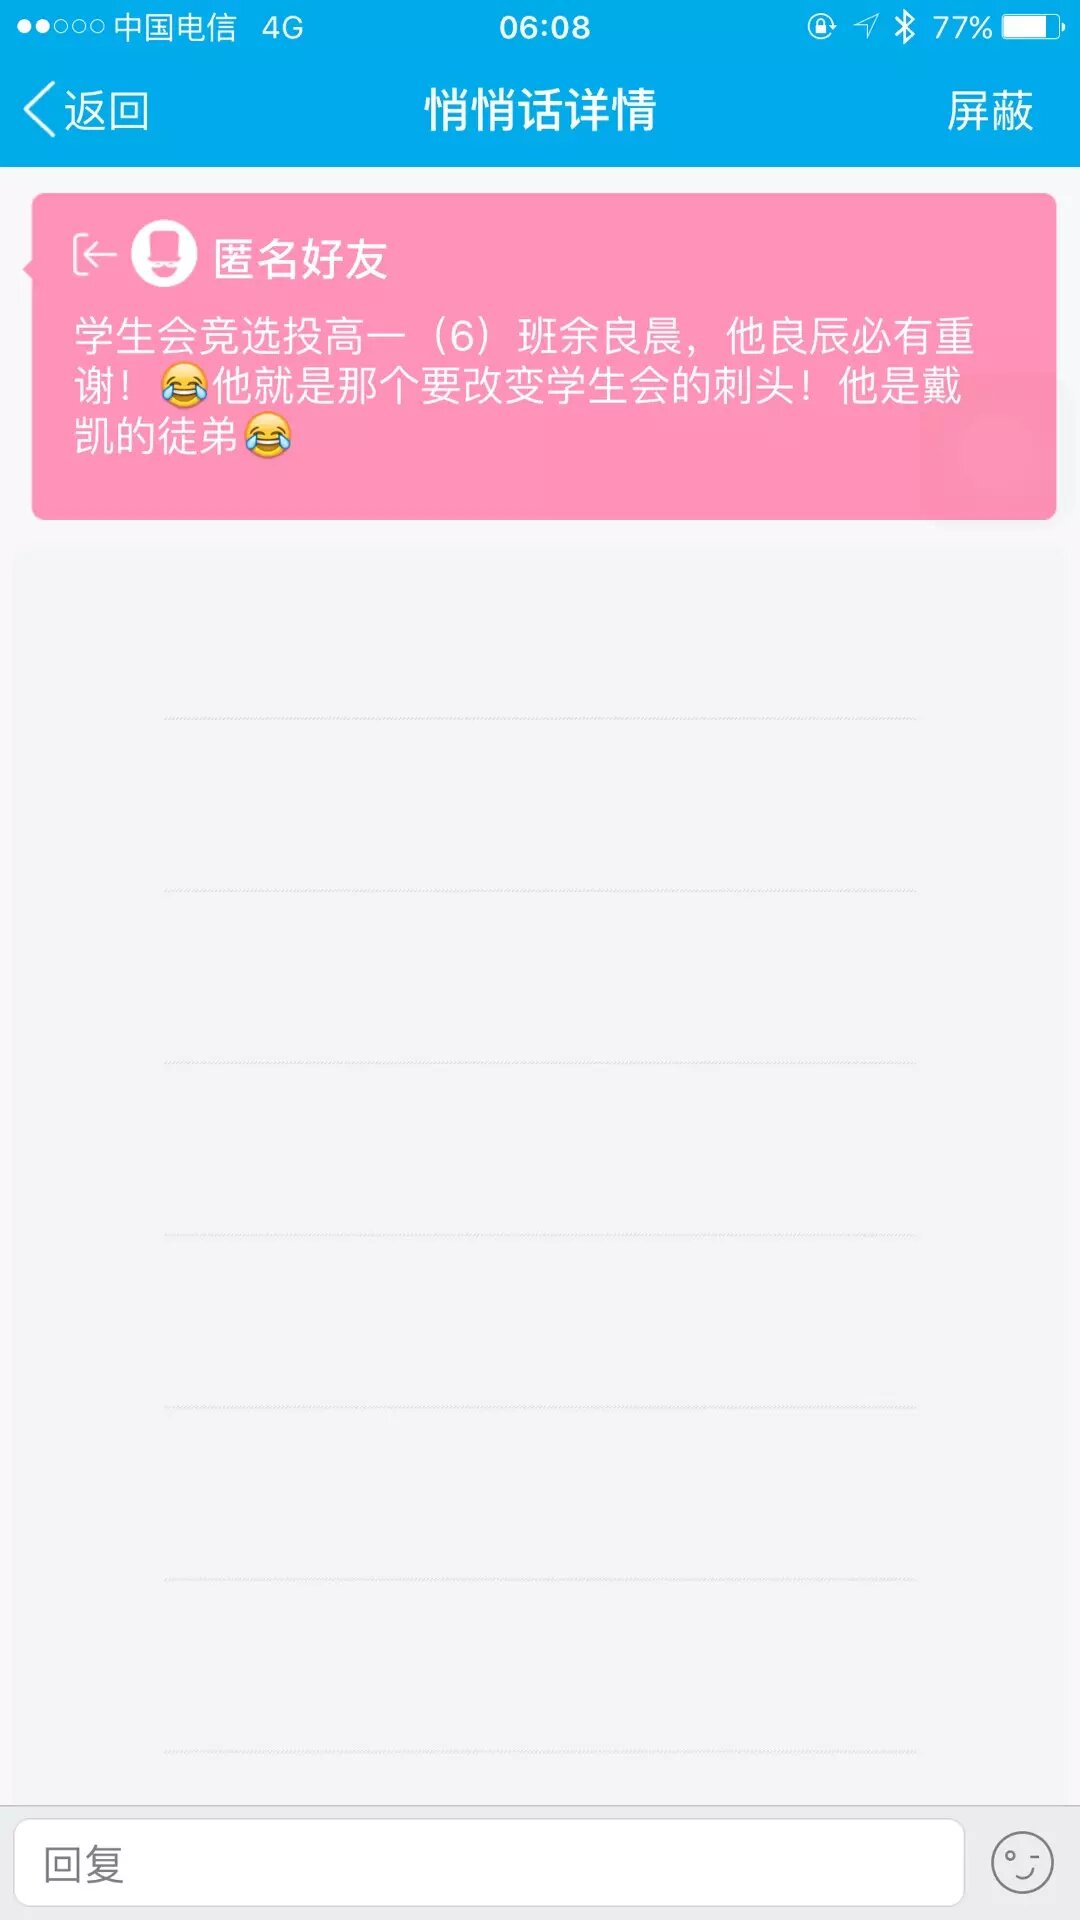 中国电信 4G 06:08 77%
返回 悄悄话详情 屏蔽
匿名好友
学生会竞选投高一（6）班余良晨，他良辰必有重
谢！😂他就是那个要改变学生会的刺头！他是戴
凯的徒弟😂
回复